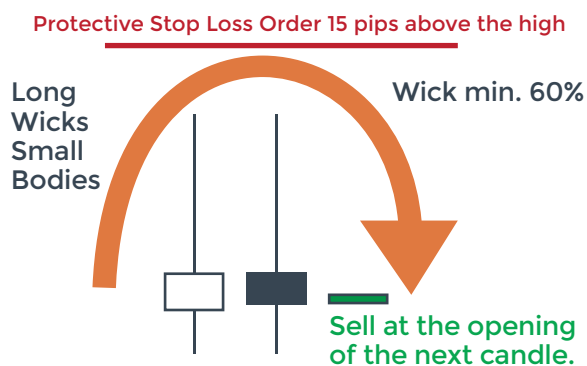 Protective Stop Loss Order 15 pips above the high
Long
Wicks
Small
Bodies
Wick min. 60%
Sell at the opening
of the next candle.